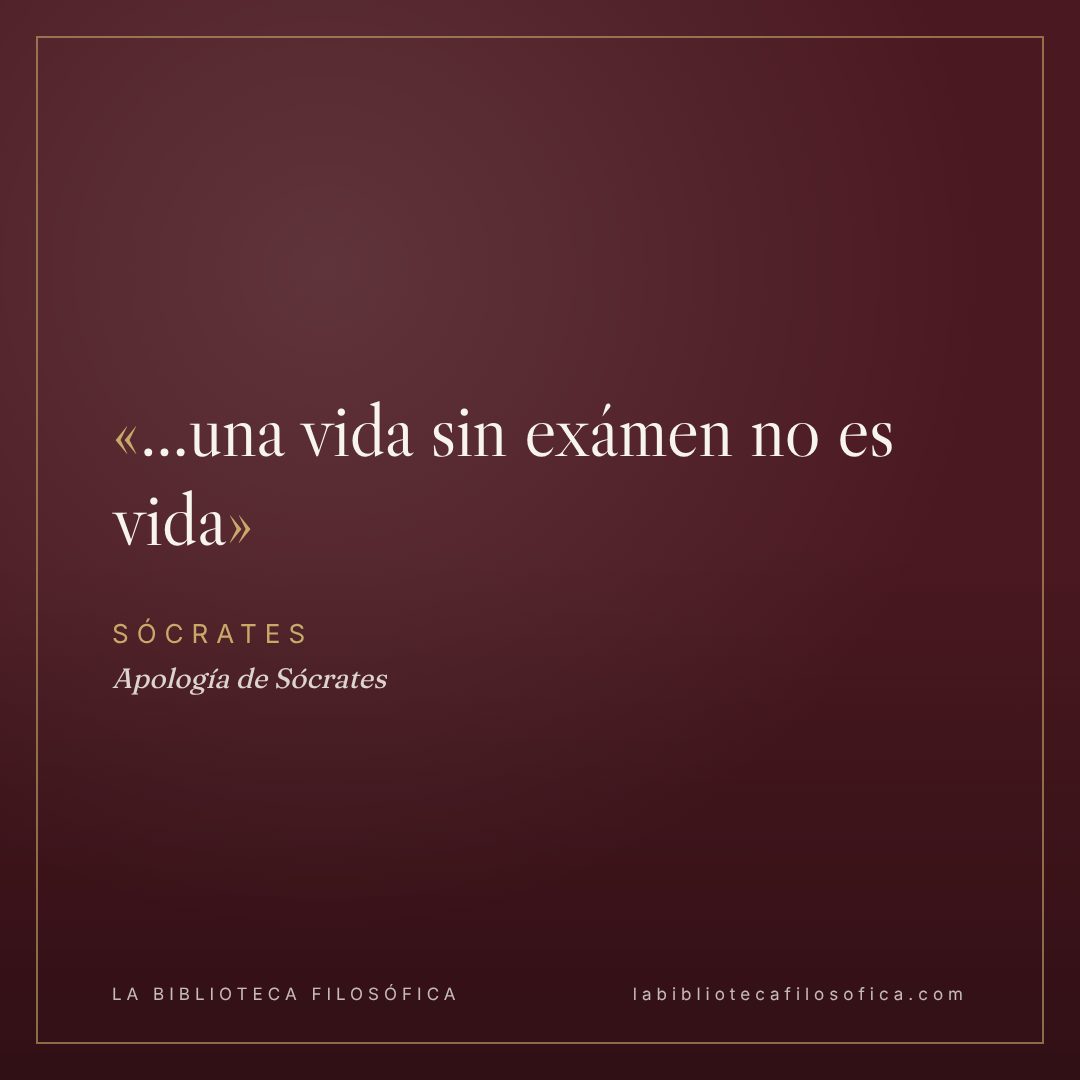 «...una vida sin exámen no es
vida»
SÓCRATES
Apología de Sócrates
LA BIBLIOTECA FILOSÓFICA
labibliotecafilosofica.com